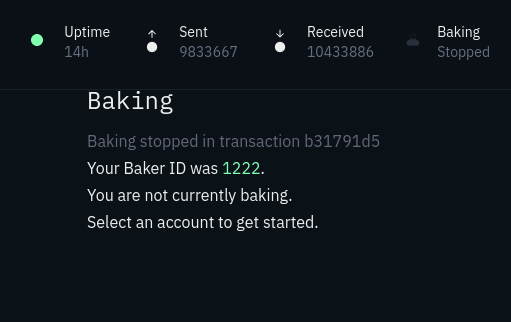 Uptime
14h
Sent
9833667
Received
10433886
Baking
Stopped
Baking
Baking stopped in transaction b31791d5
Your Baker ID was 1222.
You are not currently baking.
Select an account to get started.